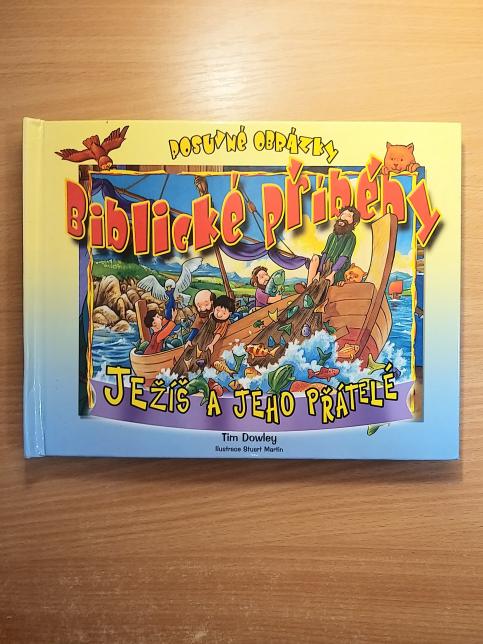 POSUVNÉ OBRÁZKY
BIBLICKÉ PŘÍBĚHY
JEŽÍŠ A JEHO PŘÁTELÉ
Tim Dowley
Ilustrace Stuart Martin